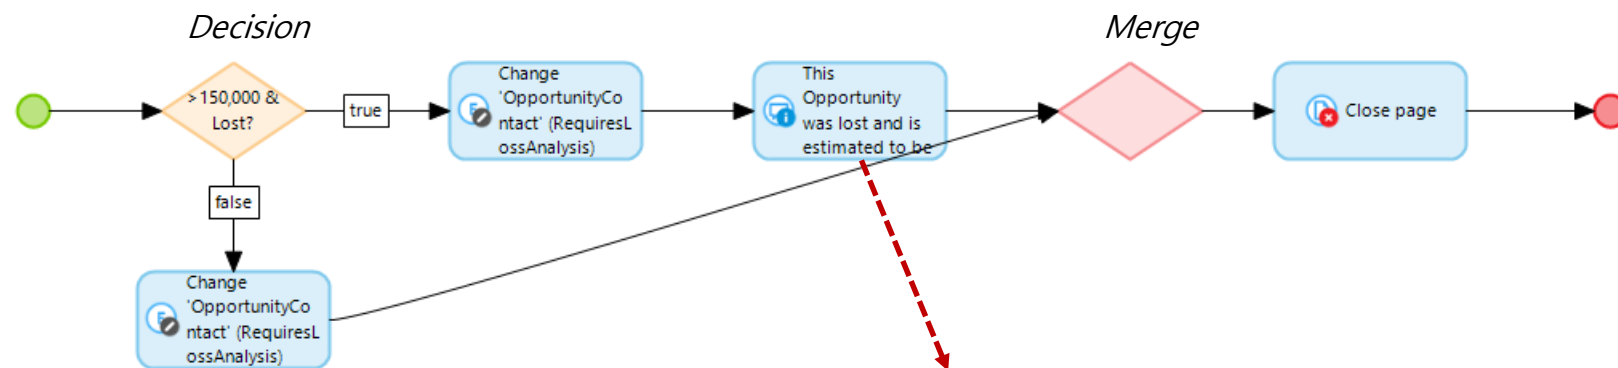 Decision
Merge
>150,000 &
Lost?
true
Change
'OpportunityCo
ntact' (RequiresL
ossAnalysis)
This
Opportunity
was lost and is
estimated to be
Close page
false
Change
'OpportunityCo
ntact' (RequiresL
ossAnalysis)